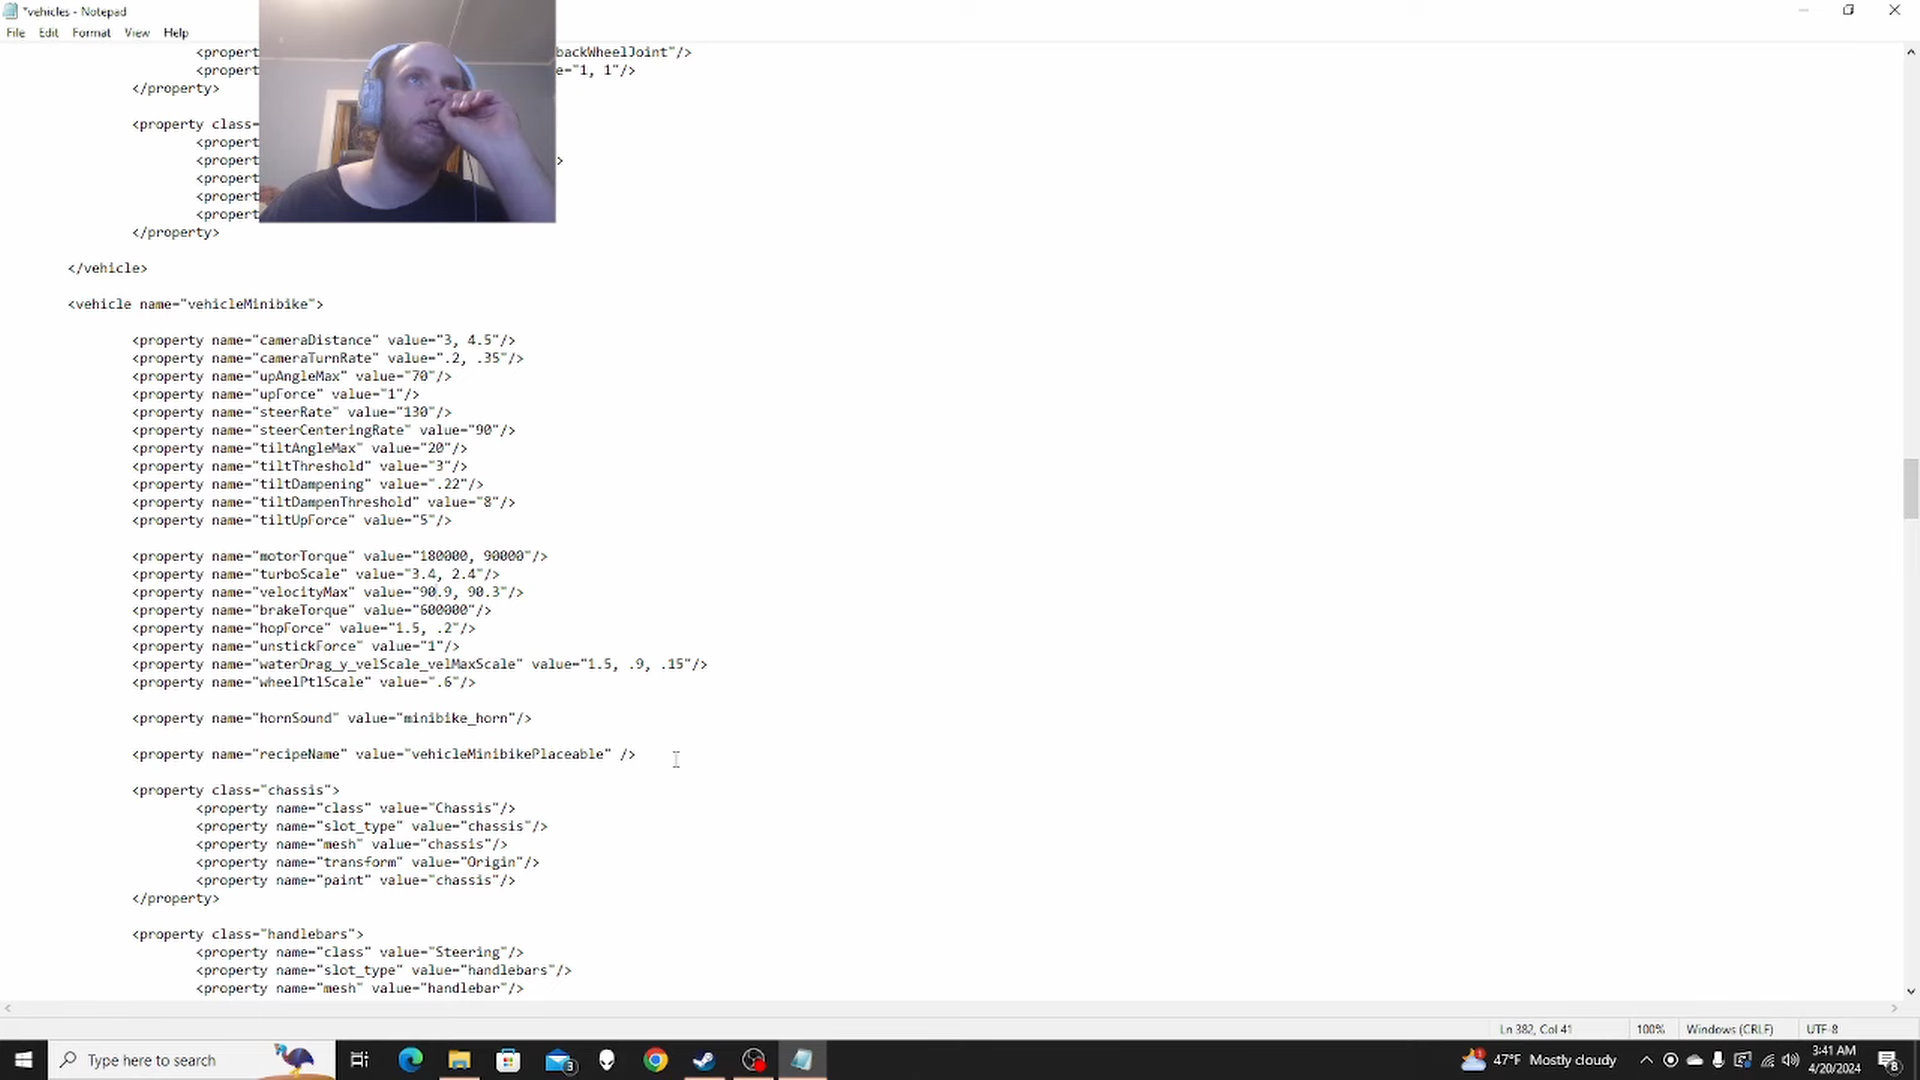 *vehicles - Notepad
File Edit Format View Help
<propert backWheelJoint"/>
<propert e="1, 1"/>
</property>
<property class=
<propert
<propert >
<propert
<propert
<propert
</property>
</vehicle>
<vehicle name="vehicleMinibike">
<property name="cameraDistance" value="3, 4.5"/>
<property name="cameraTurnRate" value=".2, .35"/>
<property name="upAngleMax" value="70"/>
<property name="upForce" value="1"/>
<property name="steerRate" value="130"/>
<property name="steerCenteringRate" value="90"/>
<property name="tiltAngleMax" value="20"/>
<property name="tiltThreshold" value="3"/>
<property name="tiltDampening" value=".22"/>
<property name="tiltDampenThreshold" value="8"/>
<property name="tiltUpForce" value="5"/>
<property name="motorTorque" value="180000, 90000"/>
<property name="turboScale" value="3.4, 2.4"/>
<property name="velocityMax" value="90.9, 90.3"/>
<property name="brakeTorque" value="600000"/>
<property name="hopForce" value="1.5, .2"/>
<property name="unstickForce" value="1"/>
<property name="waterDrag_y_velScale_velMaxScale" value="1.5, .9, .15"/>
<property name="wheelPtlScale" value=".6"/>
<property name="hornSound" value="minibike_horn"/>
<property name="recipeName" value="vehicleMinibikePlaceable" />
<property class="chassis">
<property name="class" value="Chassis"/>
<property name="slot_type" value="chassis"/>
<property name="mesh" value="chassis"/>
<property name="transform" value="Origin"/>
<property name="paint" value="chassis"/>
</property>
<property class="handlebars">
<property name="class" value="Steering"/>
<property name="slot_type" value="handlebars"/>
<property name="mesh" value="handlebar"/>
Ln 382, Col 41 100% Windows (CRLF) UTF-8
Type here to search 3 47°F Mostly cloudy 3:41 AM
4/20/2024 8